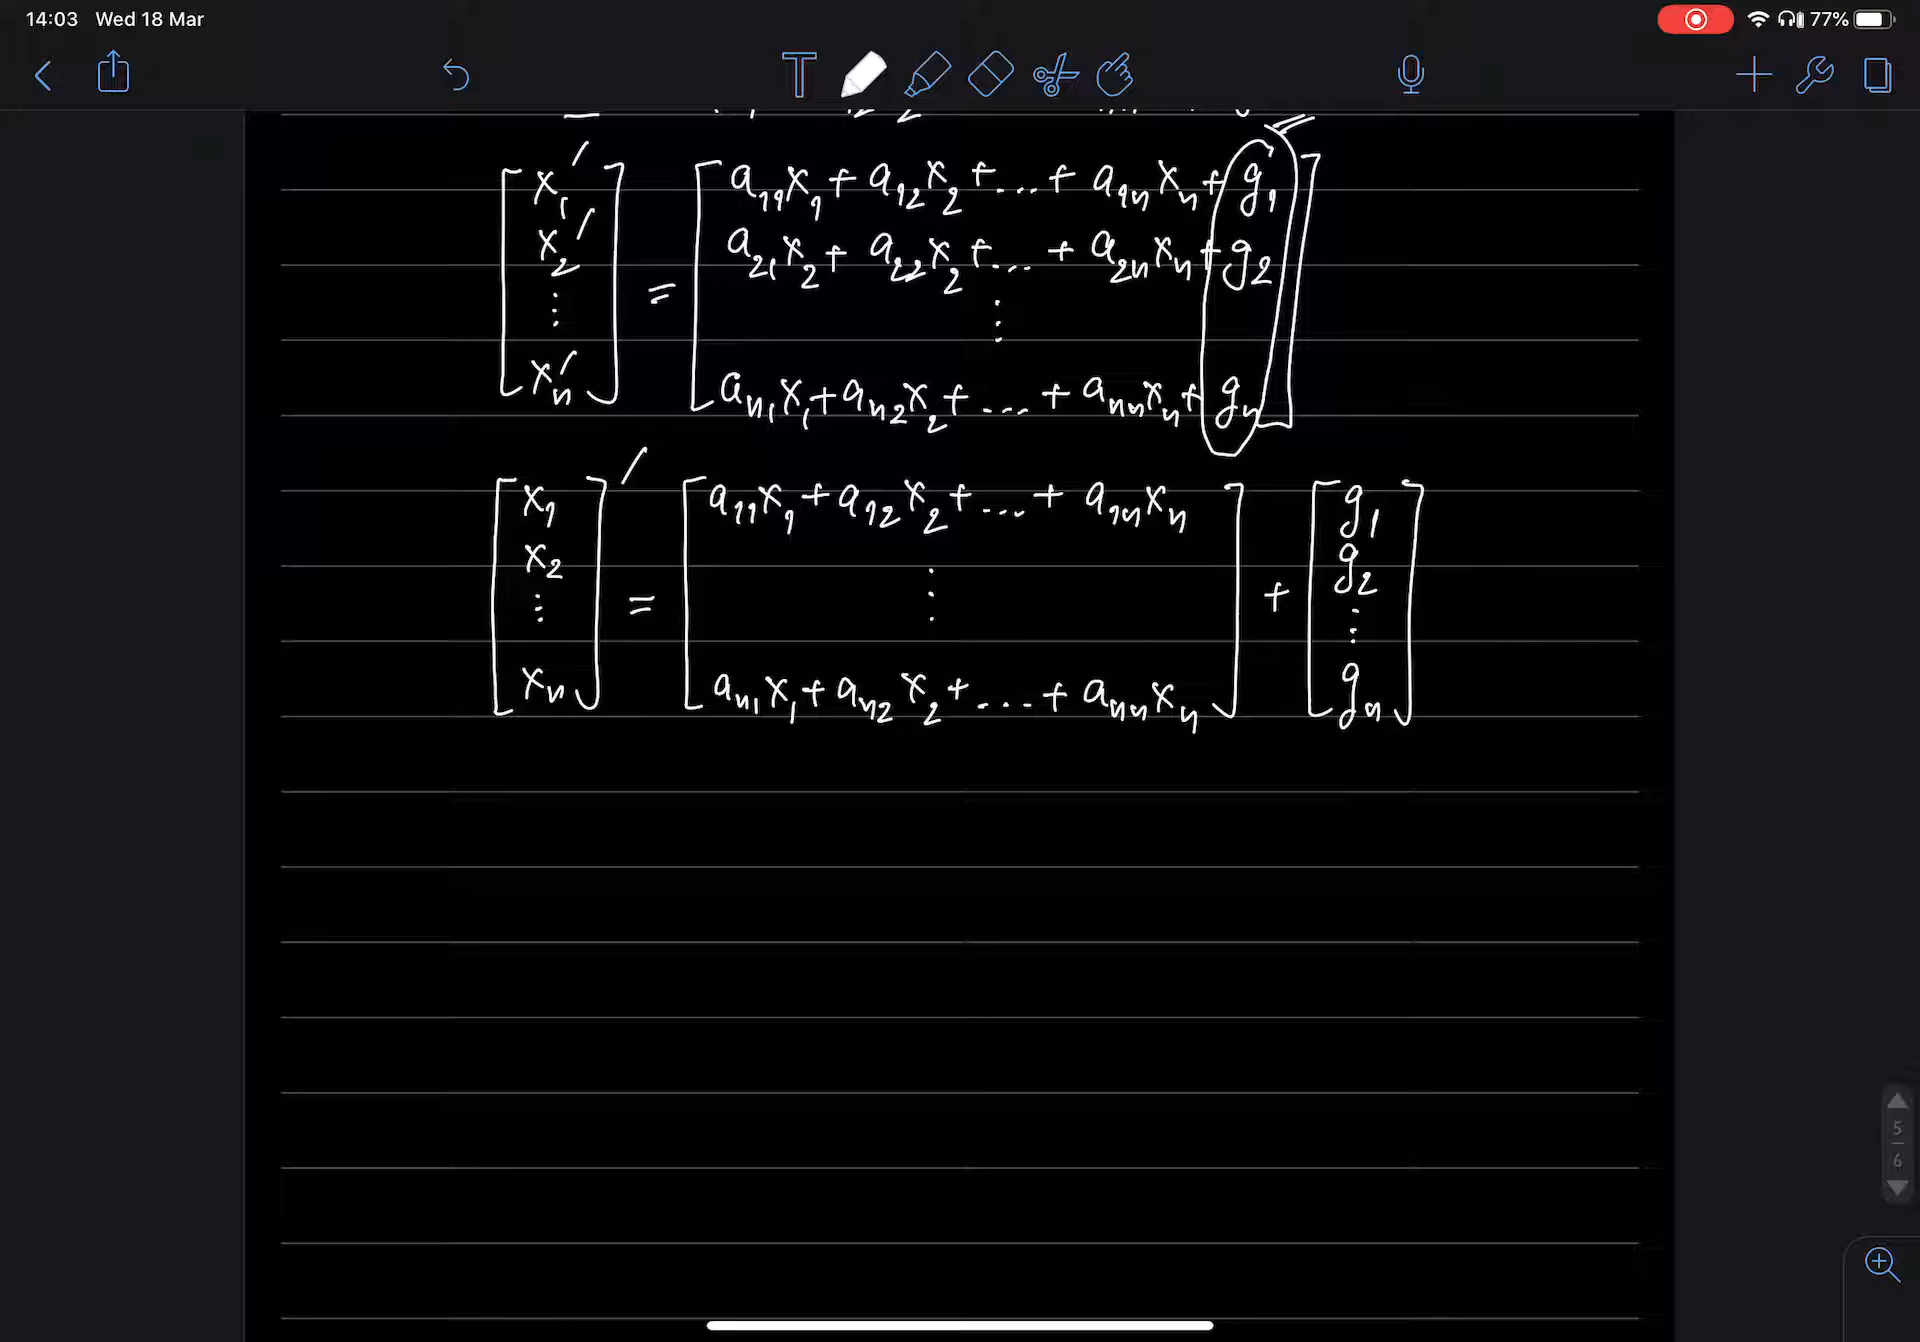 14:03 Wed 18 Mar 77%
[x₁′ x₂′ ⋮ xₙ′] = [a₁₁x₁ + a₁₂x₂ + ... + a₁ₙxₙ + g₁
a₂₁x₂ + a₂₂x₂ + ... + a₂ₙxₙ + g₂
⋮
aₙ₁x₁ + aₙ₂x₂ + ... + aₙₙxₙ + gₙ]
[x₁ x₂ ⋮ xₙ]′ = [a₁₁x₁ + a₁₂x₂ + ... + a₁ₙxₙ
⋮
aₙ₁x₁ + aₙ₂x₂ + ... + aₙₙxₙ] + [g₁ g₂ ⋮ gₙ]
5
6